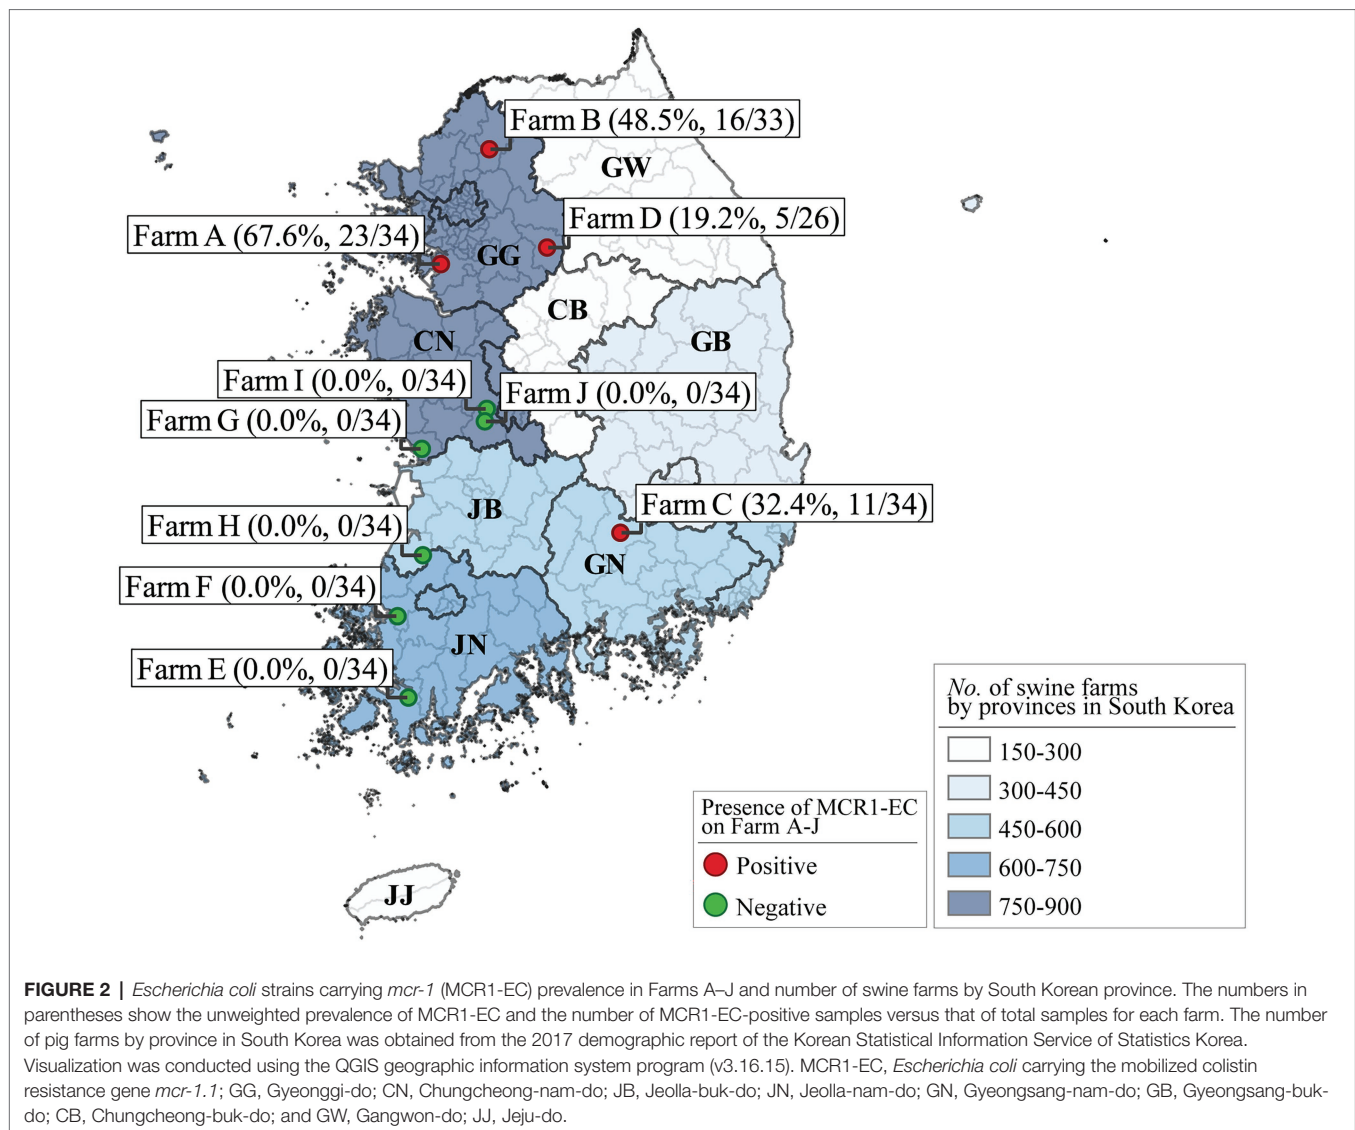 Farm B (48.5%, 16/33)
GW
Farm D (19.2%, 5/26)
Farm A (67.6%, 23/34)
GG
CB
CN
GB
Farm I (0.0%, 0/34)
Farm J (0.0%, 0/34)
Farm G (0.0%, 0/34)
Farm C (32.4%, 11/34)
JB
Farm H (0.0%, 0/34)
GN
Farm F (0.0%, 0/34)
JN
Farm E (0.0%, 0/34)
JJ
Presence of MCR1-EC
on Farm A-J
Positive
Negative
No. of swine farms
by provinces in South Korea
150-300
300-450
450-600
600-750
750-900
FIGURE 2 | Escherichia coli strains carrying mcr-1 (MCR1-EC) prevalence in Farms A–J and number of swine farms by South Korean province. The numbers in
parentheses show the unweighted prevalence of MCR1-EC and the number of MCR1-EC-positive samples versus that of total samples for each farm. The number
of pig farms by province in South Korea was obtained from the 2017 demographic report of the Korean Statistical Information Service of Statistics Korea.
Visualization was conducted using the QGIS geographic information system program (v3.16.15). MCR1-EC, Escherichia coli carrying the mobilized colistin
resistance gene mcr-1.1; GG, Gyeonggi-do; CN, Chungcheong-nam-do; JB, Jeolla-buk-do; JN, Jeolla-nam-do; GN, Gyeongsang-nam-do; GB, Gyeongsang-buk-
do; CB, Chungcheong-buk-do; and GW, Gangwon-do; JJ, Jeju-do.